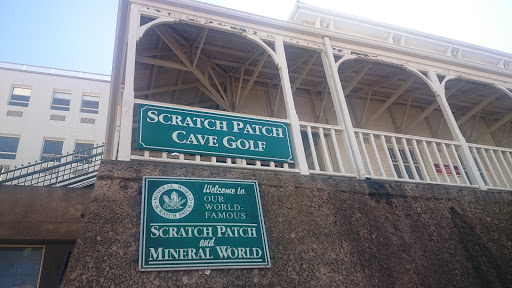 Scratch Patch
Cave Golf
Welcome to
OUR
WORLD-
FAMOUS
Scratch Patch
and
Mineral World